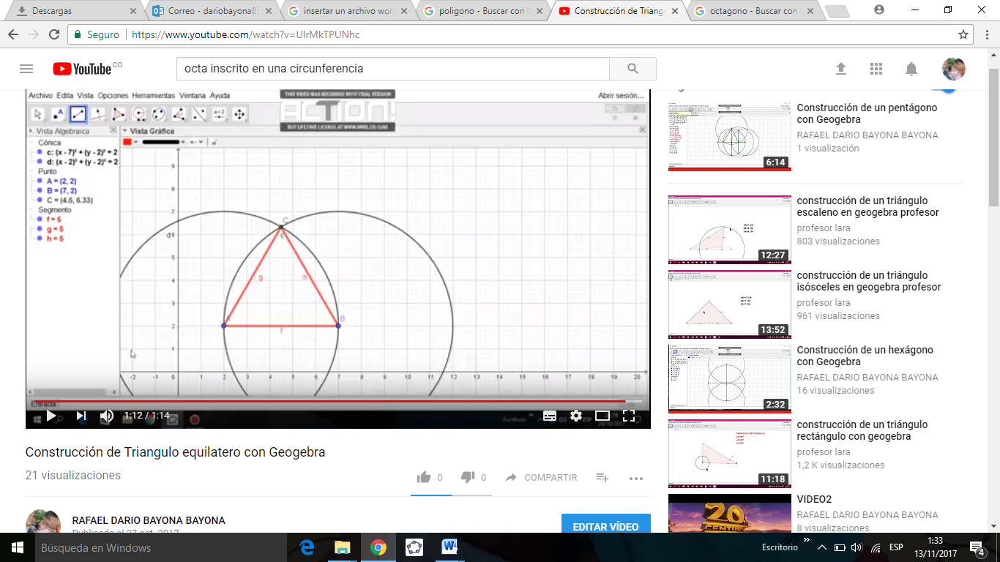 Descargas
Correo - dariobayona85
insertar un archivo wor
poligono - Buscar con G
Construcción de Triang
octagono - Buscar con
Seguro
https://www.youtube.com/watch?v=UIrMkTPUNhc
YouTube CO
octa inscrito en una circunferencia
Archivo Edita Vista Opciones Herramientas Ventana Ayuda
THIS VIDEO WAS RECORDED WITH TRIAL VERSION
ACTION!
BUY LIFETIME LICENSE AT WWW.MIRILLIS.COM
Abrir sesión...
a=2
Vista Algebraica
Vista Gráfica
Cónica
c: (x - 7)² + (y - 2)² = 2
d: (x - 2)² + (y - 2)² = 2
Punto
A = (2, 2)
B = (7, 2)
C = (4.5, 6.33)
Segmento
f = 5
g = 5
h = 5
9
8
7
d6
5
4
3
2
1
C
c
g
h
A
B
f
-2 -1 0 1 2 3 4 5 6 7 8 9 10 11 12 13 14 15 16 17 18 19 20
Entrada:
1:12 / 1:14
Escritorio
ESP
26/10/2017
Construcción de Triangulo equilatero con Geogebra
21 visualizaciones
0
0
COMPARTIR
RAFAEL DARIO BAYONA BAYONA
Publicado el 27 oct. 2017
EDITAR VÍDEO
Construcción de un pentágono
con Geogebra
RAFAEL DARIO BAYONA BAYONA
1 visualización
6:14
construcción de un triángulo
escaleno en geogebra profesor
profesor lara
803 visualizaciones
12:27
construcción de un triángulo
isósceles en geogebra profesor
profesor lara
961 visualizaciones
13:52
Construcción de un hexágono
con Geogebra
RAFAEL DARIO BAYONA BAYONA
16 visualizaciones
2:32
construcción de un triángulo
rectángulo con geogebra
profesor lara
1,2 K visualizaciones
TRIÁNGULO RECTÁNGULO
11:18
VIDEO2
RAFAEL DARIO BAYONA BAYONA
8 visualizaciones
20
CENTURY
Búsqueda en Windows
Escritorio
ESP
1:33
13/11/2017
4